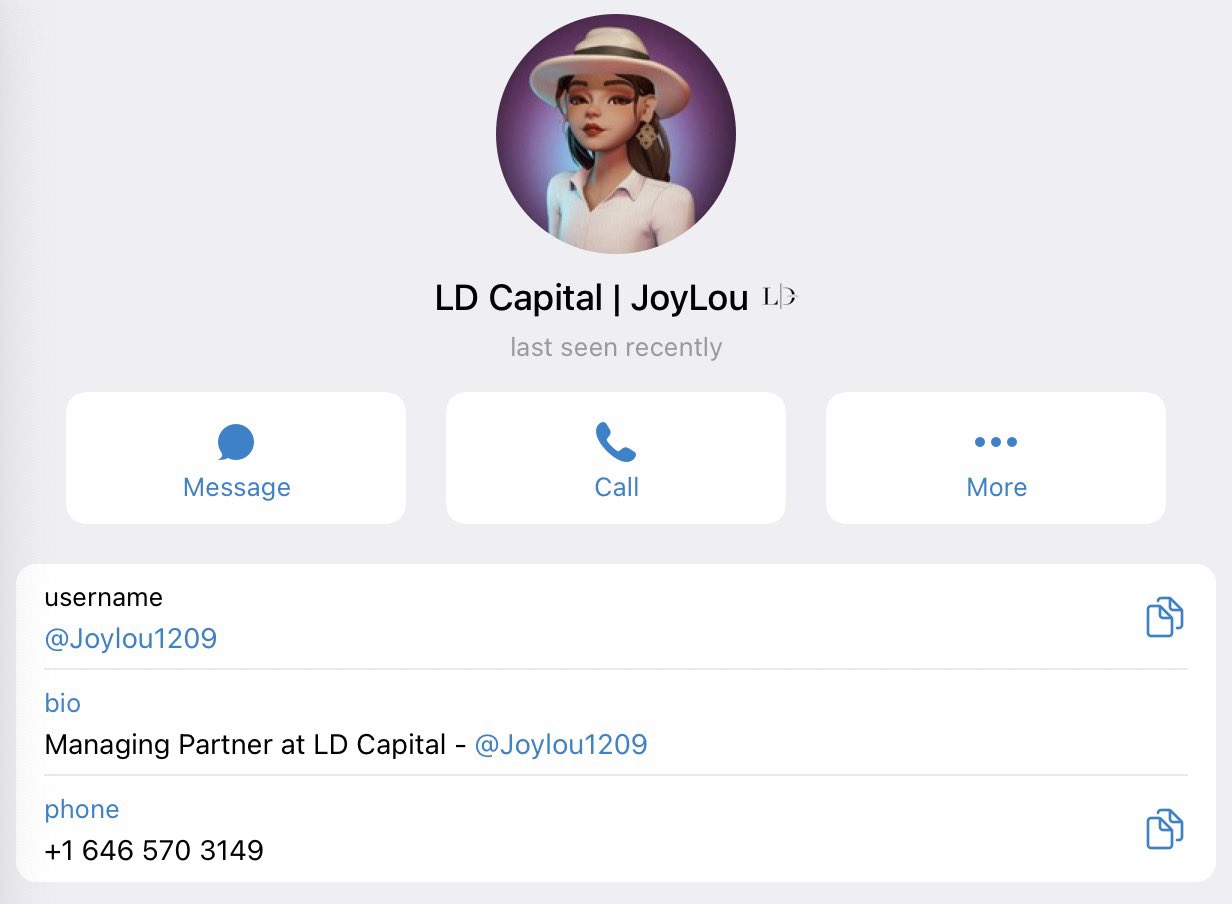 LD Capital | JoyLou LD
last seen recently
Message
Call
More
username
@Joylou1209
bio
Managing Partner at LD Capital - @Joylou1209
phone
+1 646 570 3149